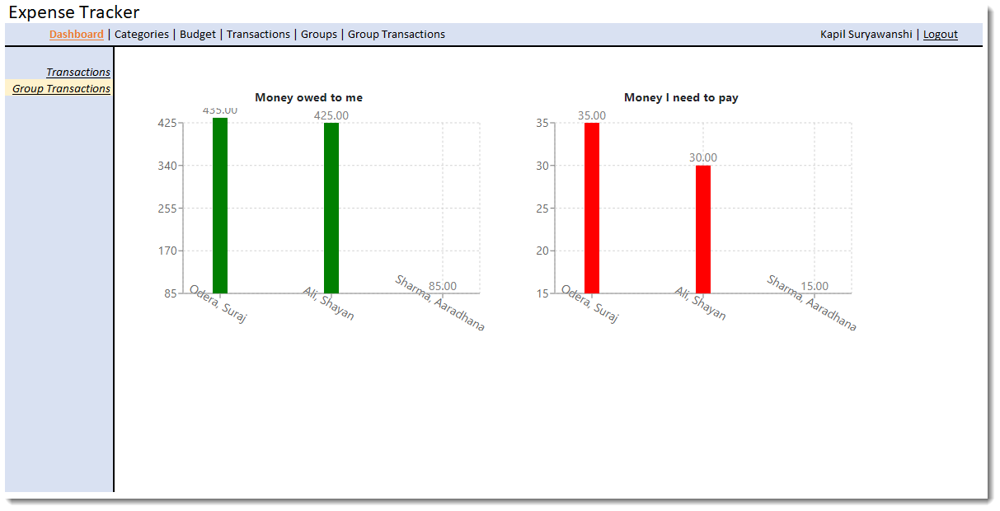 Expense Tracker
Dashboard | Categories | Budget | Transactions | Groups | Group Transactions
Kapil Suryawanshi | Logout
Transactions
Group Transactions
Money owed to me
435.00
425.00
85.00
425
340
255
170
85
Odera, Suraj
Ali, Shayan
Sharma, Aaradhana
Money I need to pay
35.00
30.00
15.00
35
30
25
20
15
Odera, Suraj
Ali, Shayan
Sharma, Aaradhana